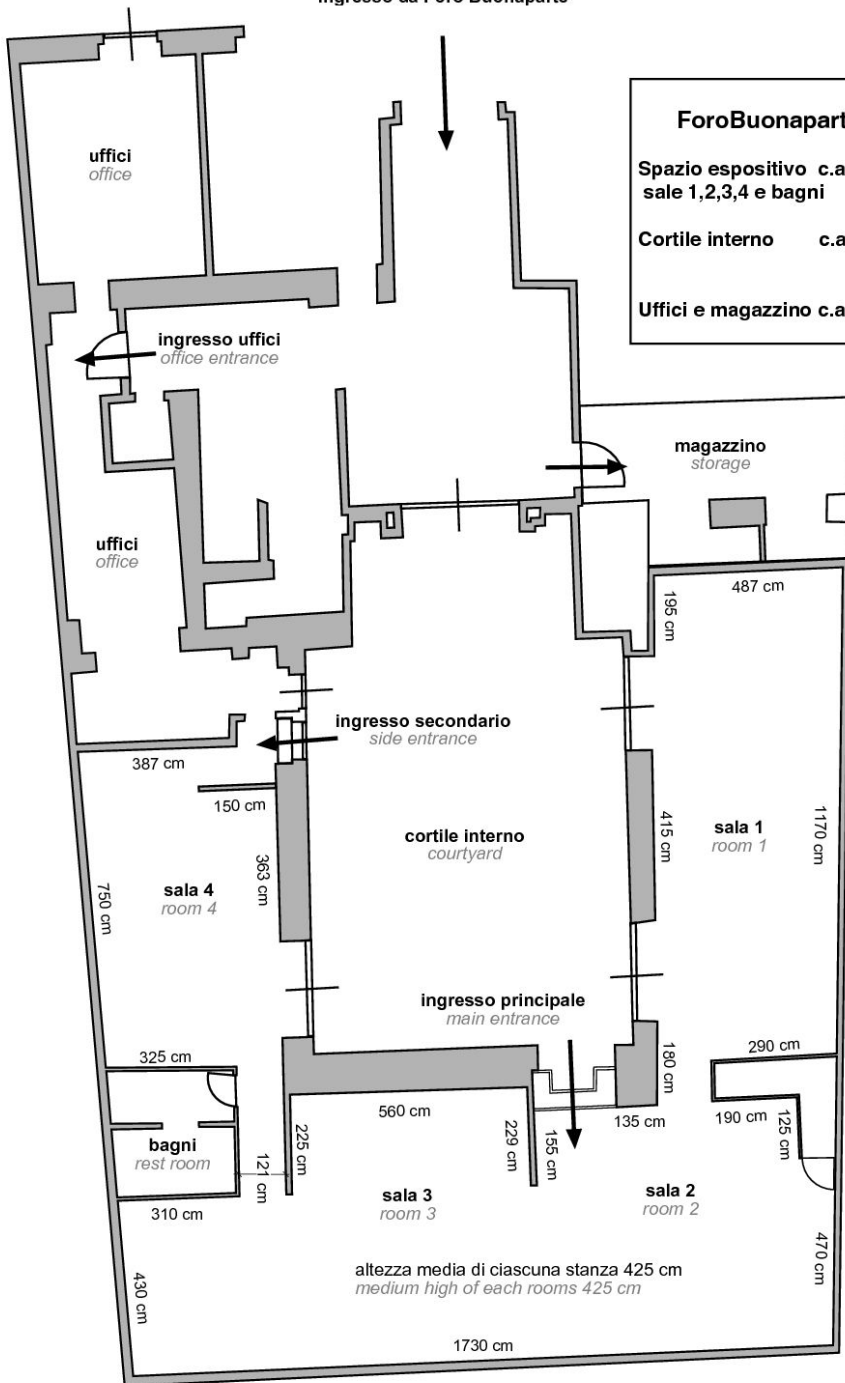 ingresso da Foro Buonaparte
ForoBuonapart
Spazio espositivo c.a
sale 1,2,3,4 e bagni
Cortile interno c.a
Uffici e magazzino c.a
uffici
office
ingresso uffici
office entrance
magazzino
storage
uffici
office
487 cm
195 cm
ingresso secondario
side entrance
387 cm
150 cm
cortile interno
courtyard
415 cm
sala 1
room 1
1170 cm
363 cm
sala 4
room 4
750 cm
ingresso principale
main entrance
325 cm
180 cm
290 cm
560 cm
135 cm
190 cm
125 cm
bagni
rest room
225 cm
229 cm
155 cm
121 cm
310 cm
sala 3
room 3
sala 2
room 2
430 cm
470 cm
altezza media di ciascuna stanza 425 cm
medium high of each rooms 425 cm
1730 cm